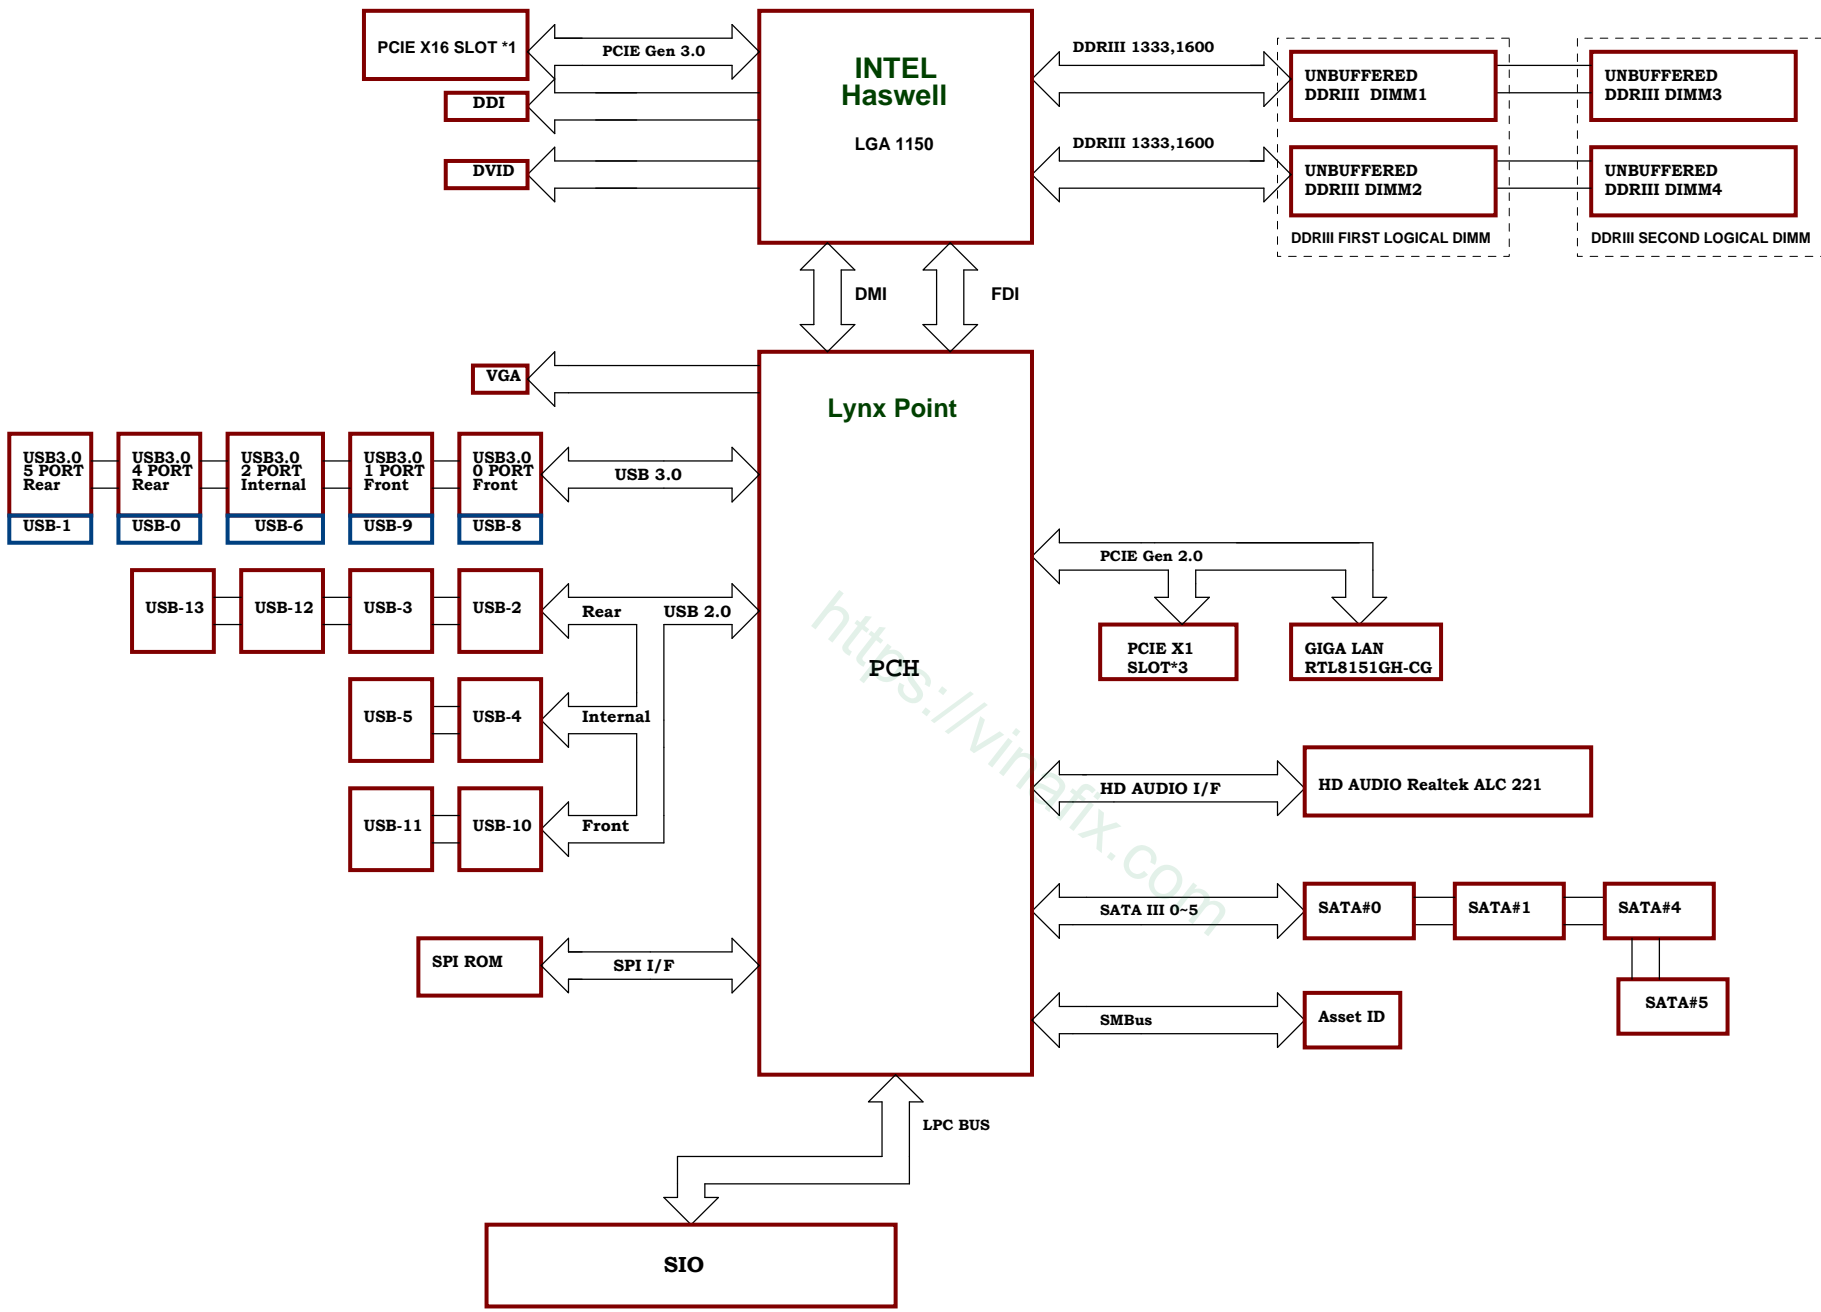 PCIE X16 SLOT *1
PCIE Gen 3.0
DDI
DVID
INTEL
Haswell
LGA 1150
DDRIII 1333,1600
DDRIII 1333,1600
UNBUFFERED
DDRIII DIMM1
UNBUFFERED
DDRIII DIMM3
UNBUFFERED
DDRIII DIMM2
UNBUFFERED
DDRIII DIMM4
DDRIII FIRST LOGICAL DIMM
DDRIII SECOND LOGICAL DIMM
DMI
FDI
VGA
Lynx Point
PCH
USB3.0
5 PORT
Rear
USB-1
USB3.0
4 PORT
Rear
USB-0
USB3.0
2 PORT
Internal
USB-6
USB3.0
1 PORT
Front
USB-9
USB3.0
0 PORT
Front
USB-8
USB 3.0
USB-13
USB-12
USB-3
USB-2
Rear
USB 2.0
USB-5
USB-4
Internal
USB-11
USB-10
Front
SPI ROM
SPI I/F
PCIE Gen 2.0
PCIE X1
SLOT*3
GIGA LAN
RTL8151GH-CG
HD AUDIO I/F
HD AUDIO Realtek ALC 221
SATA III 0~5
SATA#0
SATA#1
SATA#4
SATA#5
SMBus
Asset ID
LPC BUS
SIO
https://vinafix.com